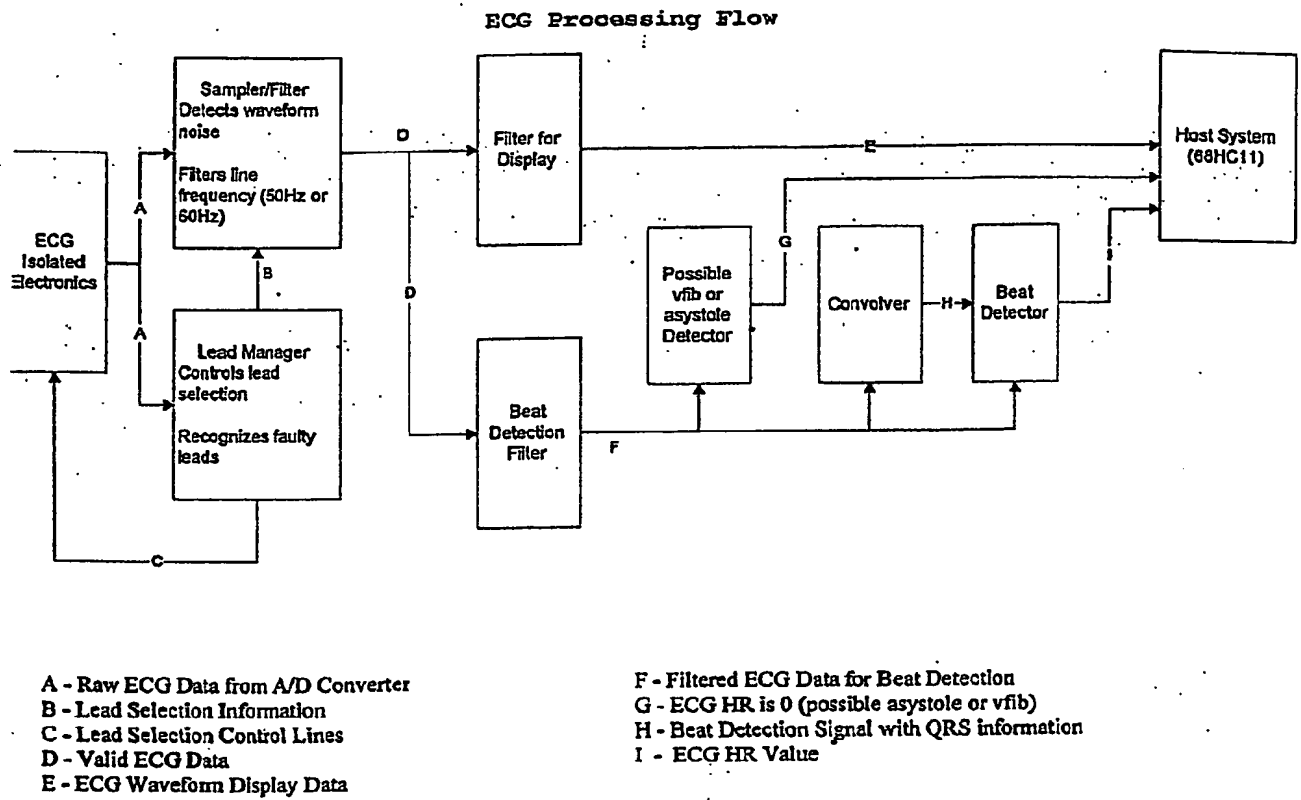 ECG Processing Flow
Sampler/Filter
Detects waveform
noise
Filters line
frequency (50Hz or
60Hz)
D
Filter for
Display
E
Host System
(68HC11)
A
ECG
Isolated
Electronics
B
A
Lead Manager
Controls lead
selection
Recognizes faulty
leads
C
D
Beat
Detection
Filter
F
Possible
vfib or
asystole
Detector
G
Convolver
H
Beat
Detector
I
A - Raw ECG Data from A/D Converter
B - Lead Selection Information
C - Lead Selection Control Lines
D - Valid ECG Data
E - ECG Waveform Display Data
F - Filtered ECG Data for Beat Detection
G - ECG HR is 0 (possible asystole or vfib)
H - Beat Detection Signal with QRS information
I - ECG HR Value